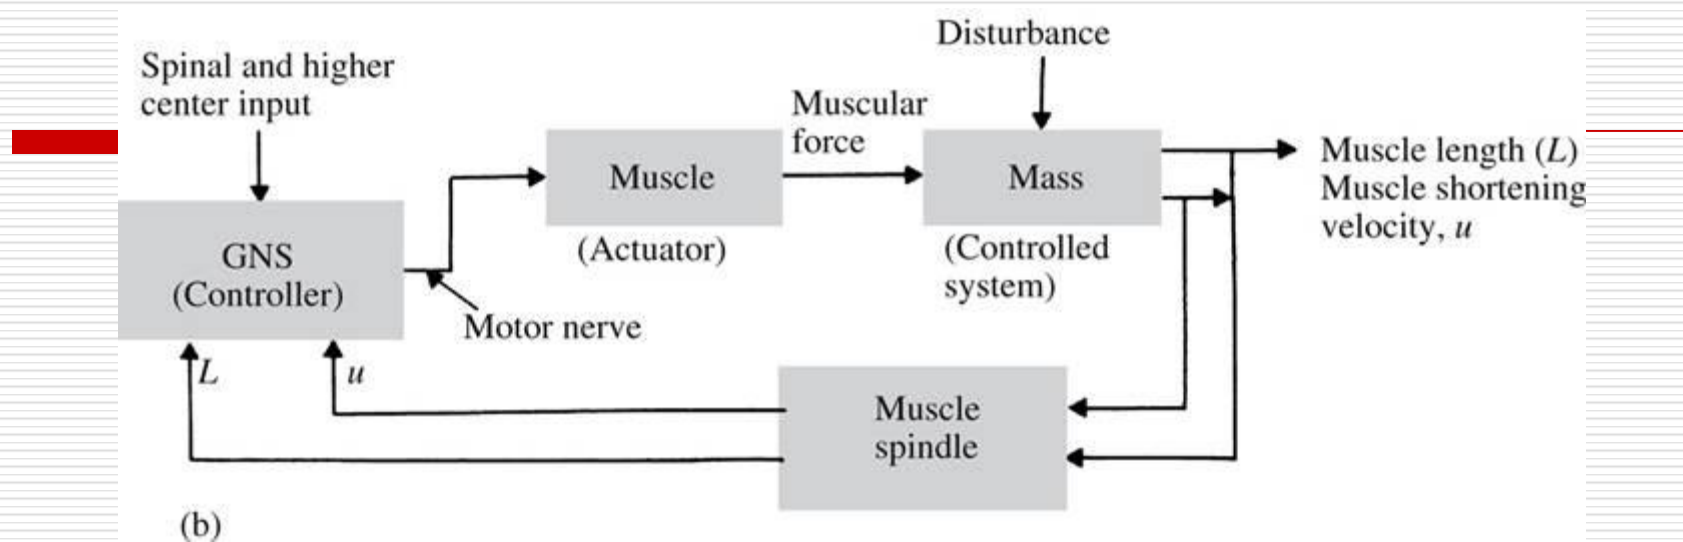 Disturbance
Spinal and higher
center input
Muscular
force
Muscle
Mass
Muscle length (L)
Muscle shortening
velocity, u
(Actuator)
(Controlled
system)
GNS
(Controller)
Motor nerve
L
u
Muscle
spindle
(b)